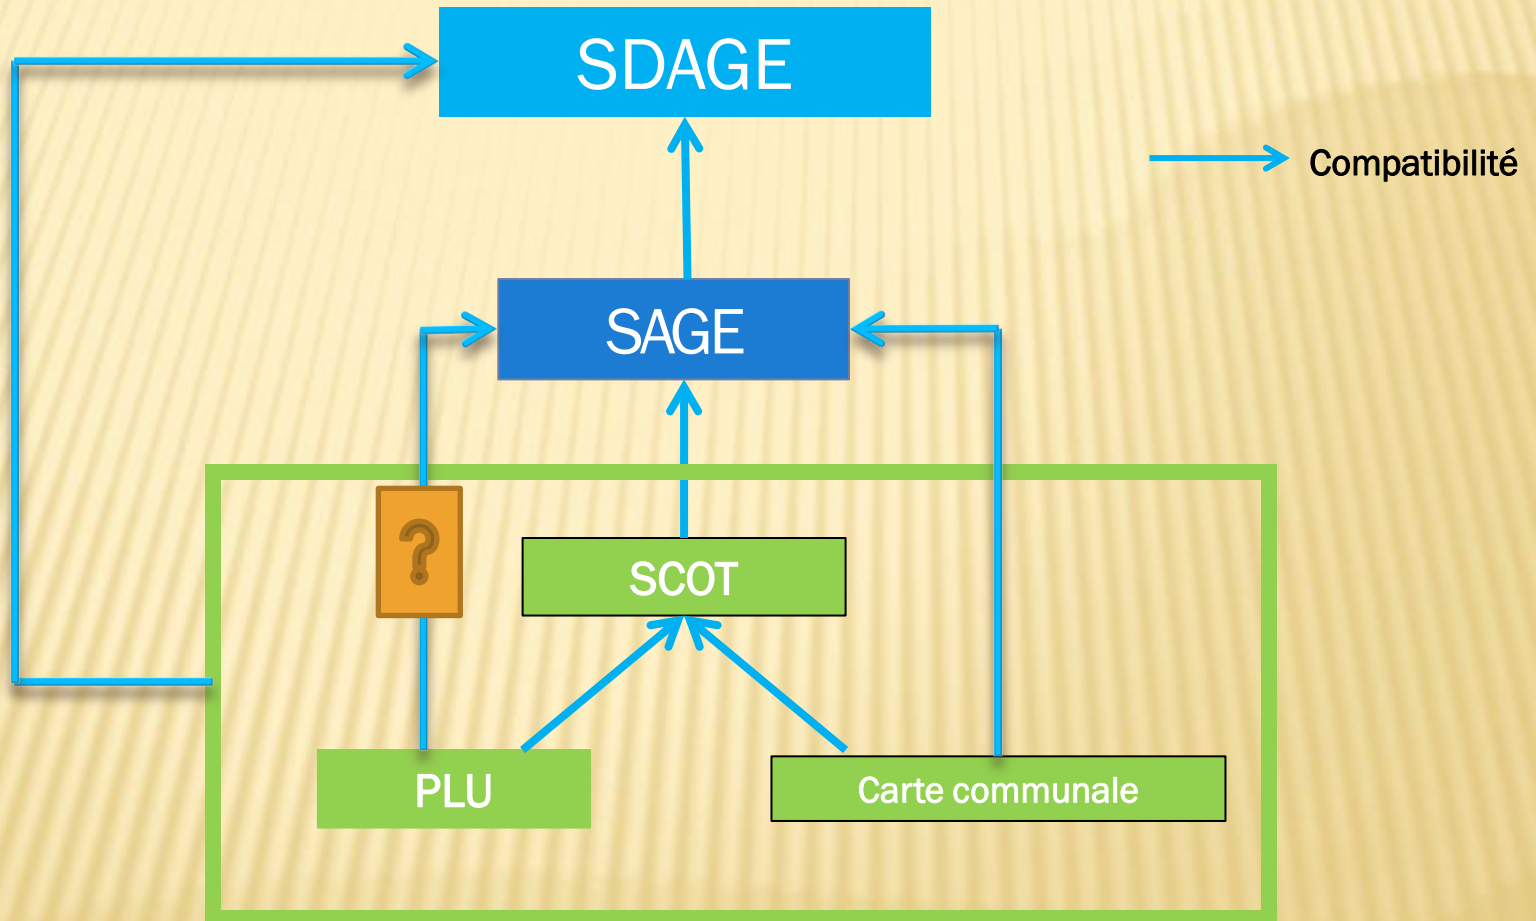 SDAGE
Compatibilité
SAGE
?
SCOT
PLU
Carte communale